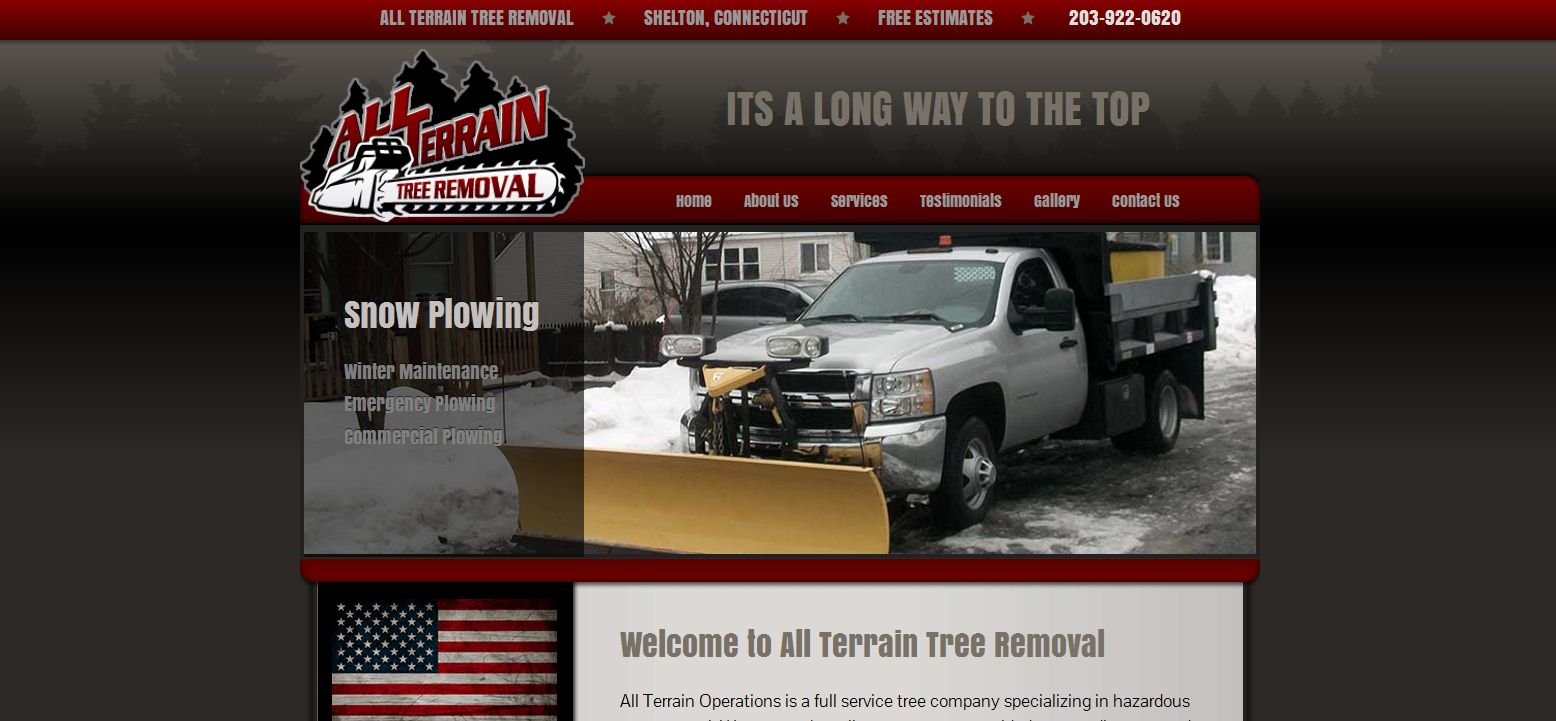 ALL TERRAIN TREE REMOVAL ★ SHELTON, CONNECTICUT ★ FREE ESTIMATES ★ 203-922-0620
ALL TERRAIN
TREE REMOVAL
ITS A LONG WAY TO THE TOP
Home About Us Services Testimonials Gallery Contact Us
Snow Plowing
Winter Maintenance
Emergency Plowing
Commercial Plowing
Welcome to All Terrain Tree Removal
All Terrain Operations is a full service tree company specializing in hazardous